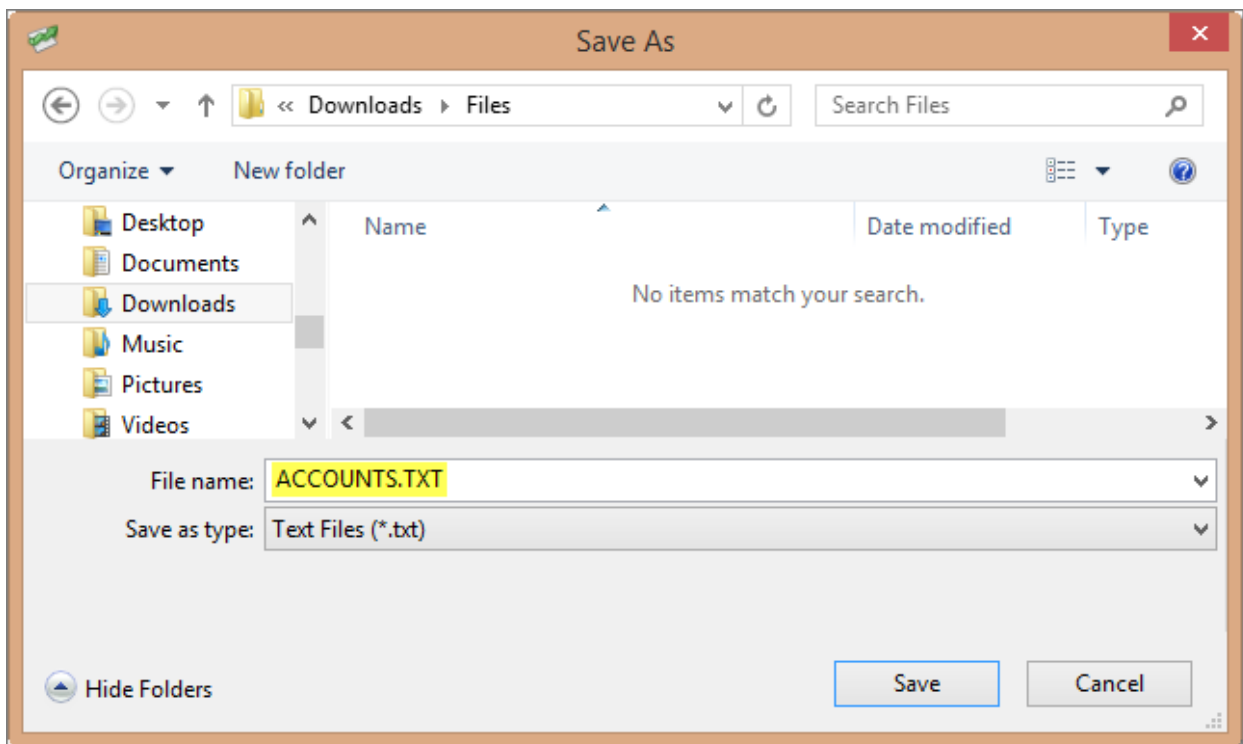 Save As
« Downloads Files
Search Files
Organize New folder
Desktop
Name Date modified Type
Documents
Downloads
No items match your search.
Music
Pictures
Videos
File name: ACCOUNTS.TXT
Save as type: Text Files (*.txt)
Hide Folders Save Cancel